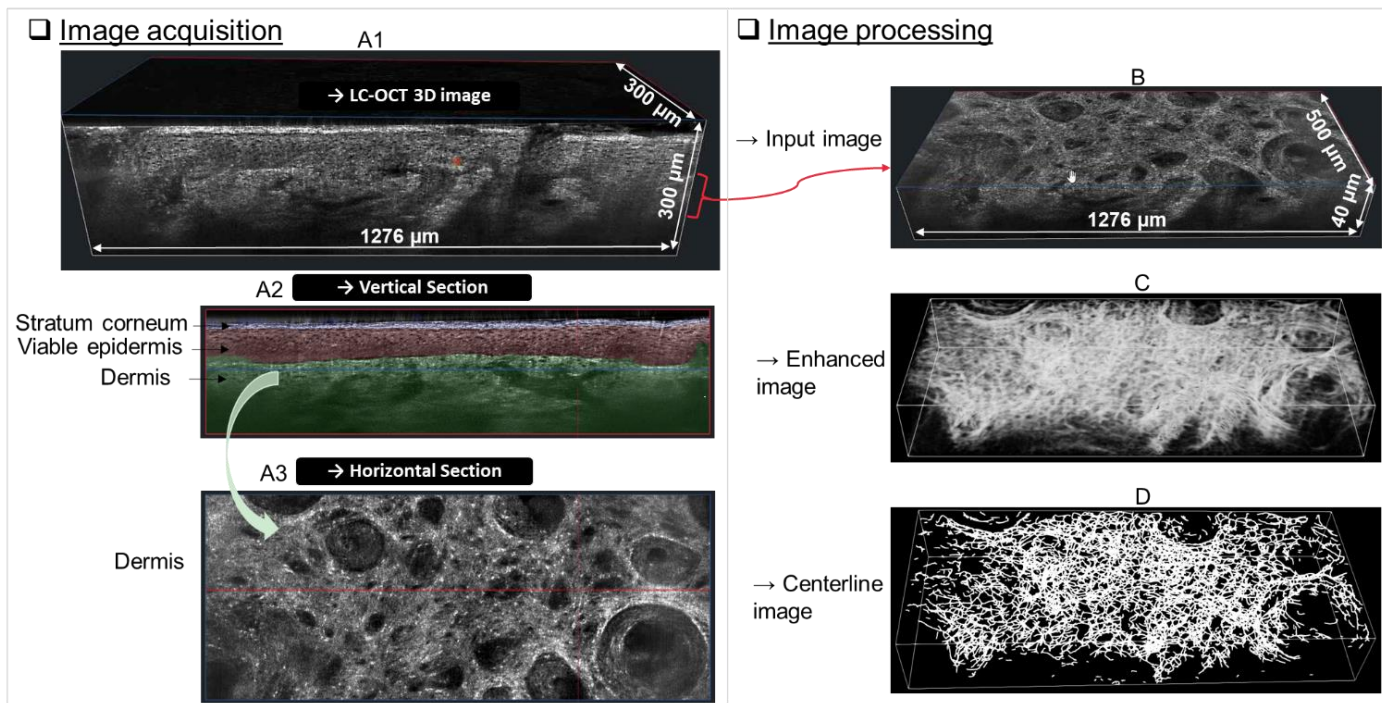 ❑ Image acquisition
A1
→ LC-OCT 3D image
300 µm
300 µm
1276 µm
A2
→ Vertical Section
Stratum corneum
Viable epidermis
Dermis
A3
→ Horizontal Section
Dermis
❑ Image processing
B
→ Input image
500 µm
40 µm
1276 µm
C
→ Enhanced
image
D
→ Centerline
image